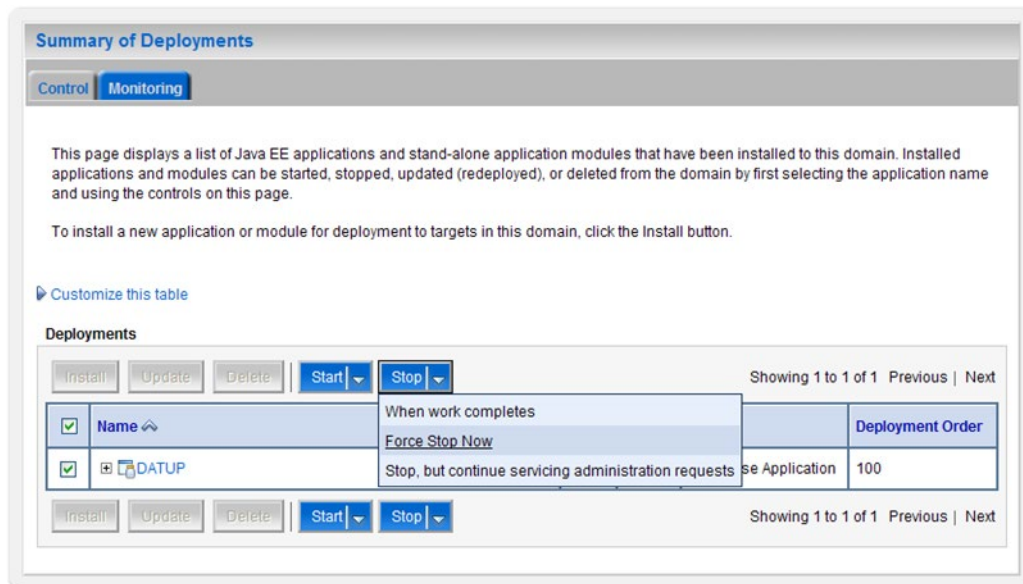 Summary of Deployments
Control Monitoring
This page displays a list of Java EE applications and stand-alone application modules that have been installed to this domain. Installed
applications and modules can be started, stopped, updated (redeployed), or deleted from the domain by first selecting the application name
and using the controls on this page.
To install a new application or module for deployment to targets in this domain, click the Install button.
Customize this table
Deployments
Install Update Delete Start Stop Showing 1 to 1 of 1 Previous | Next
When work completes
Name Deployment Order
Force Stop Now
DATUP se Application 100
Stop, but continue servicing administration requests
Install Update Delete Start Stop Showing 1 to 1 of 1 Previous | Next